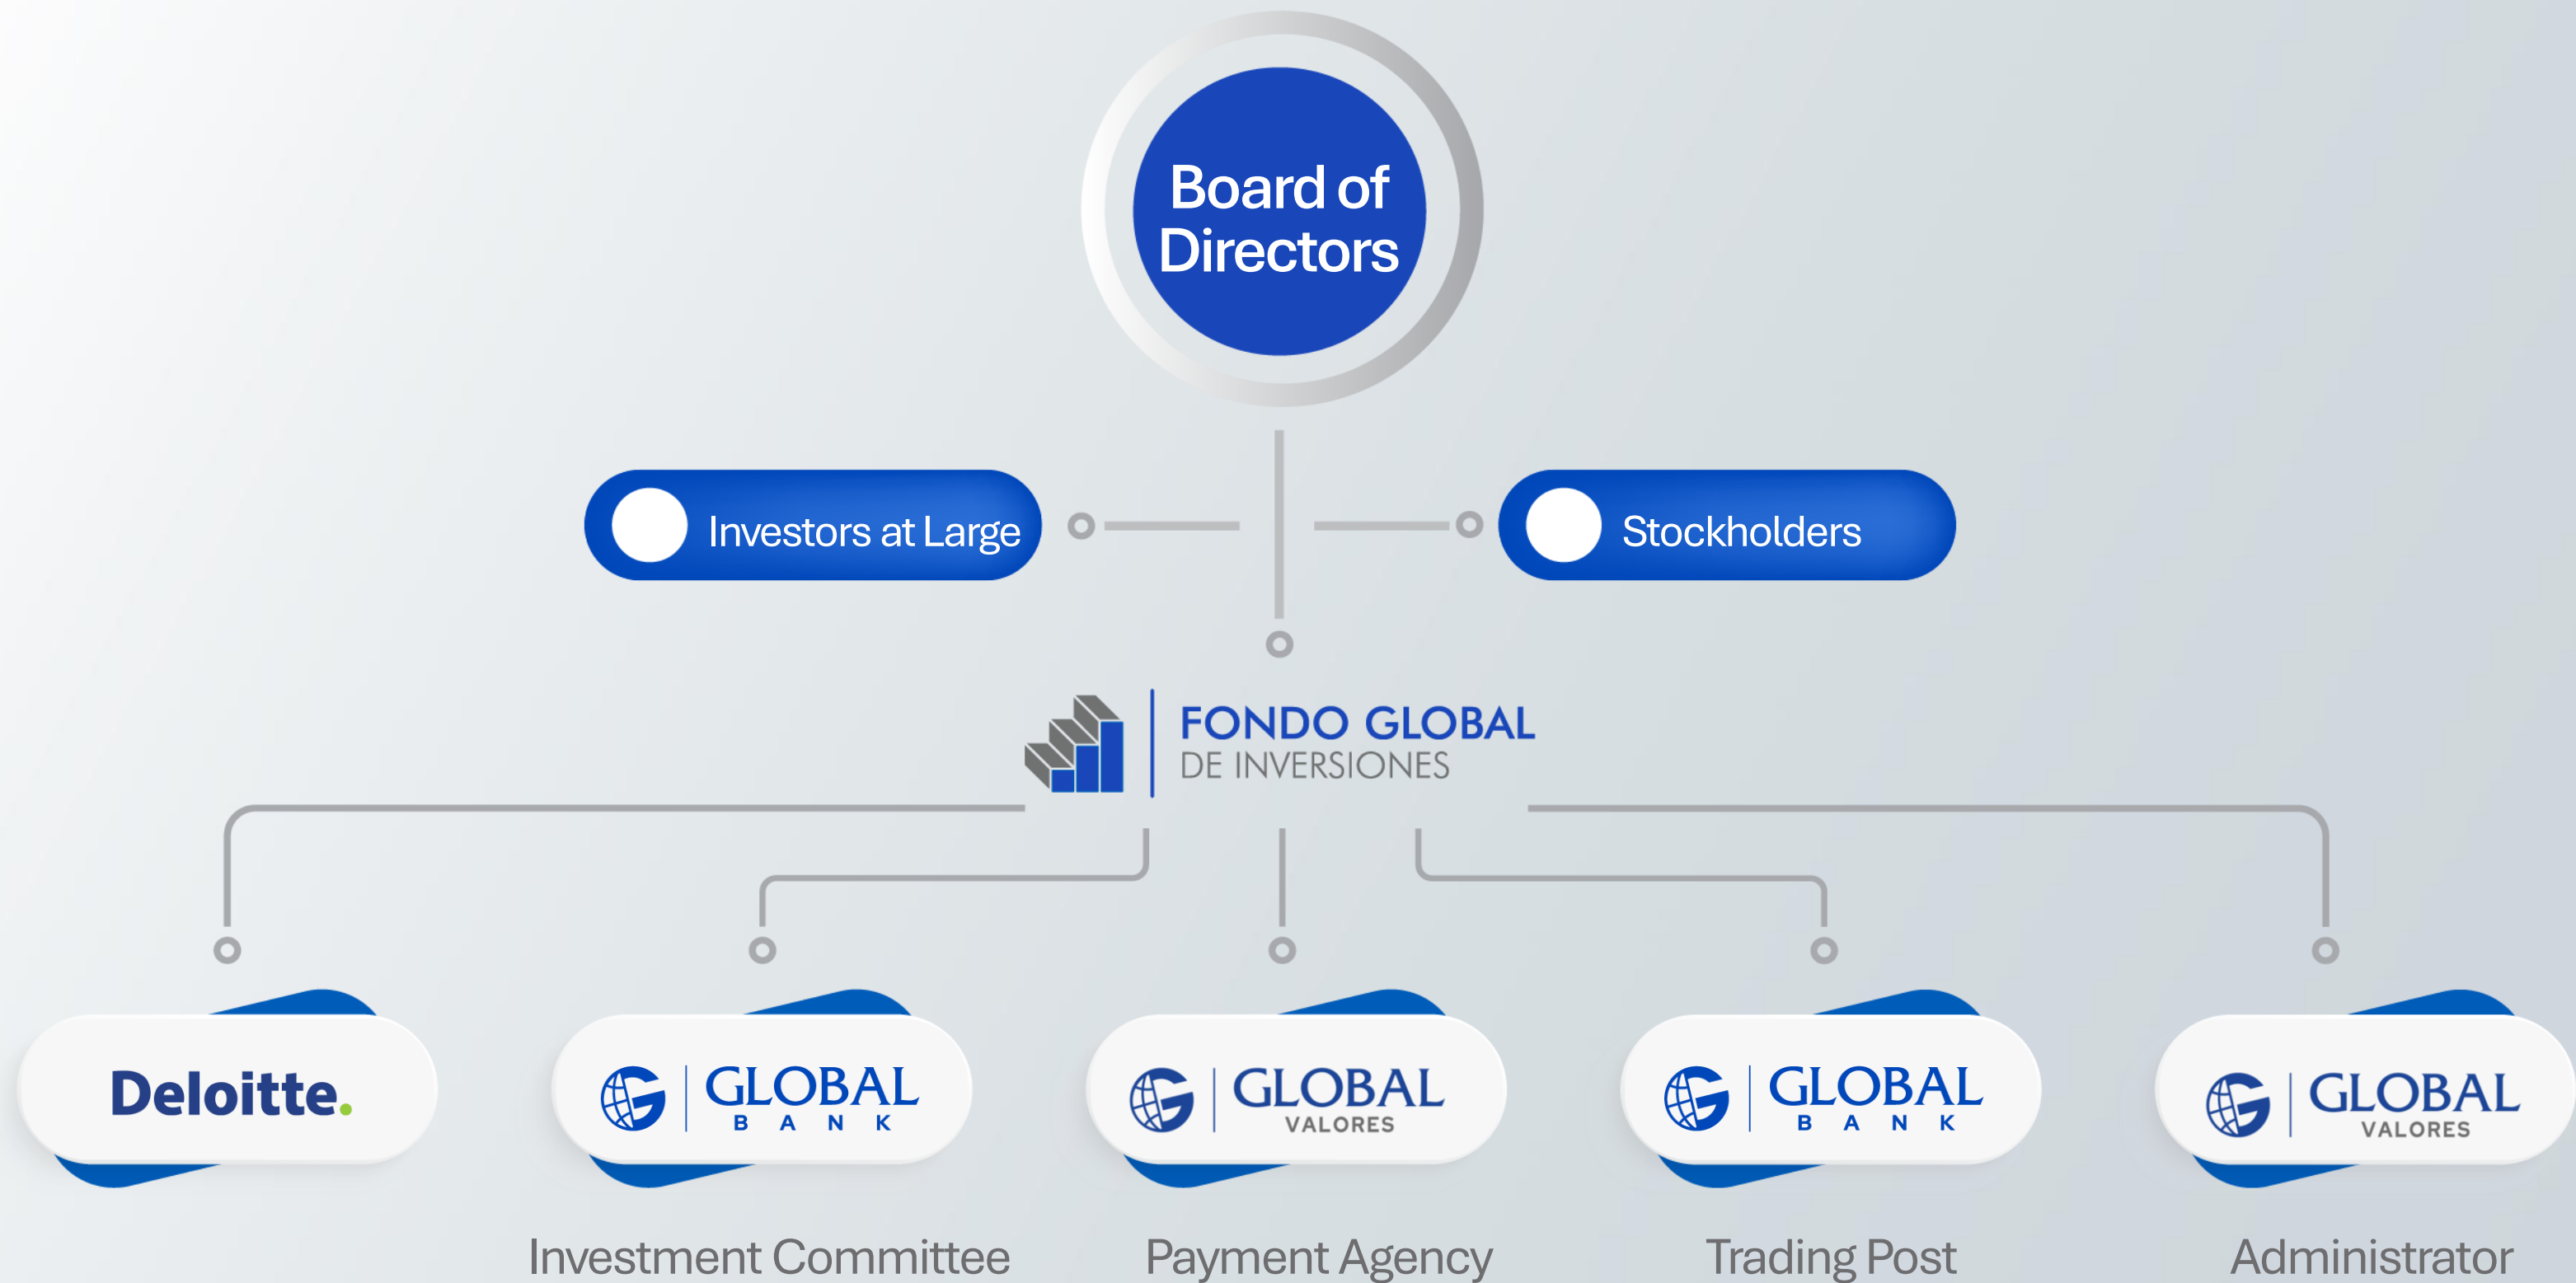 Board of
Directors
Investors at Large
Stockholders
FONDO GLOBAL
DE INVERSIONES
Deloitte.
GLOBAL
BANK
GLOBAL
VALORES
GLOBAL
BANK
GLOBAL
VALORES
Investment Committee
Payment Agency
Trading Post
Administrator